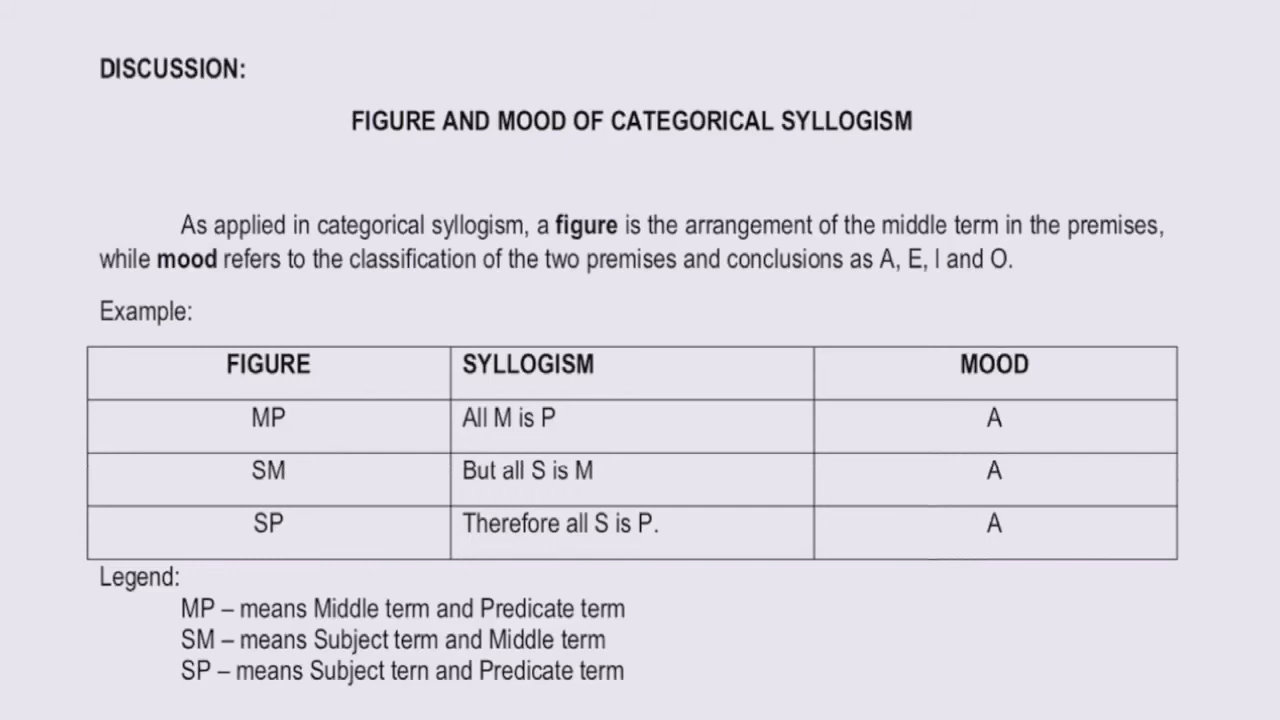 DISCUSSION:
FIGURE AND MOOD OF CATEGORICAL SYLLOGISM
As applied in categorical syllogism, a figure is the arrangement of the middle term in the premises,
while mood refers to the classification of the two premises and conclusions as A, E, I and O.
Example:
FIGURE SYLLOGISM MOOD
MP All M is P A
SM But all S is M A
SP Therefore all S is P. A
Legend:
MP – means Middle term and Predicate term
SM – means Subject term and Middle term
SP – means Subject tern and Predicate term